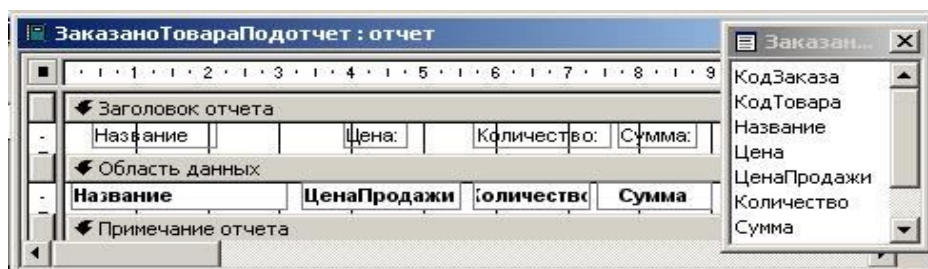 ЗаказаноТовараПодотчет : отчет
1 2 3 4 5 6 7 8 9
Заголовок отчета
Название Цена: Количество: Сумма:
Область данных
Название ЦенаПродажи Количество Сумма
Примечание отчета
Заказан...
КодЗаказа
КодТовара
Название
Цена
ЦенаПродажи
Количество
Сумма